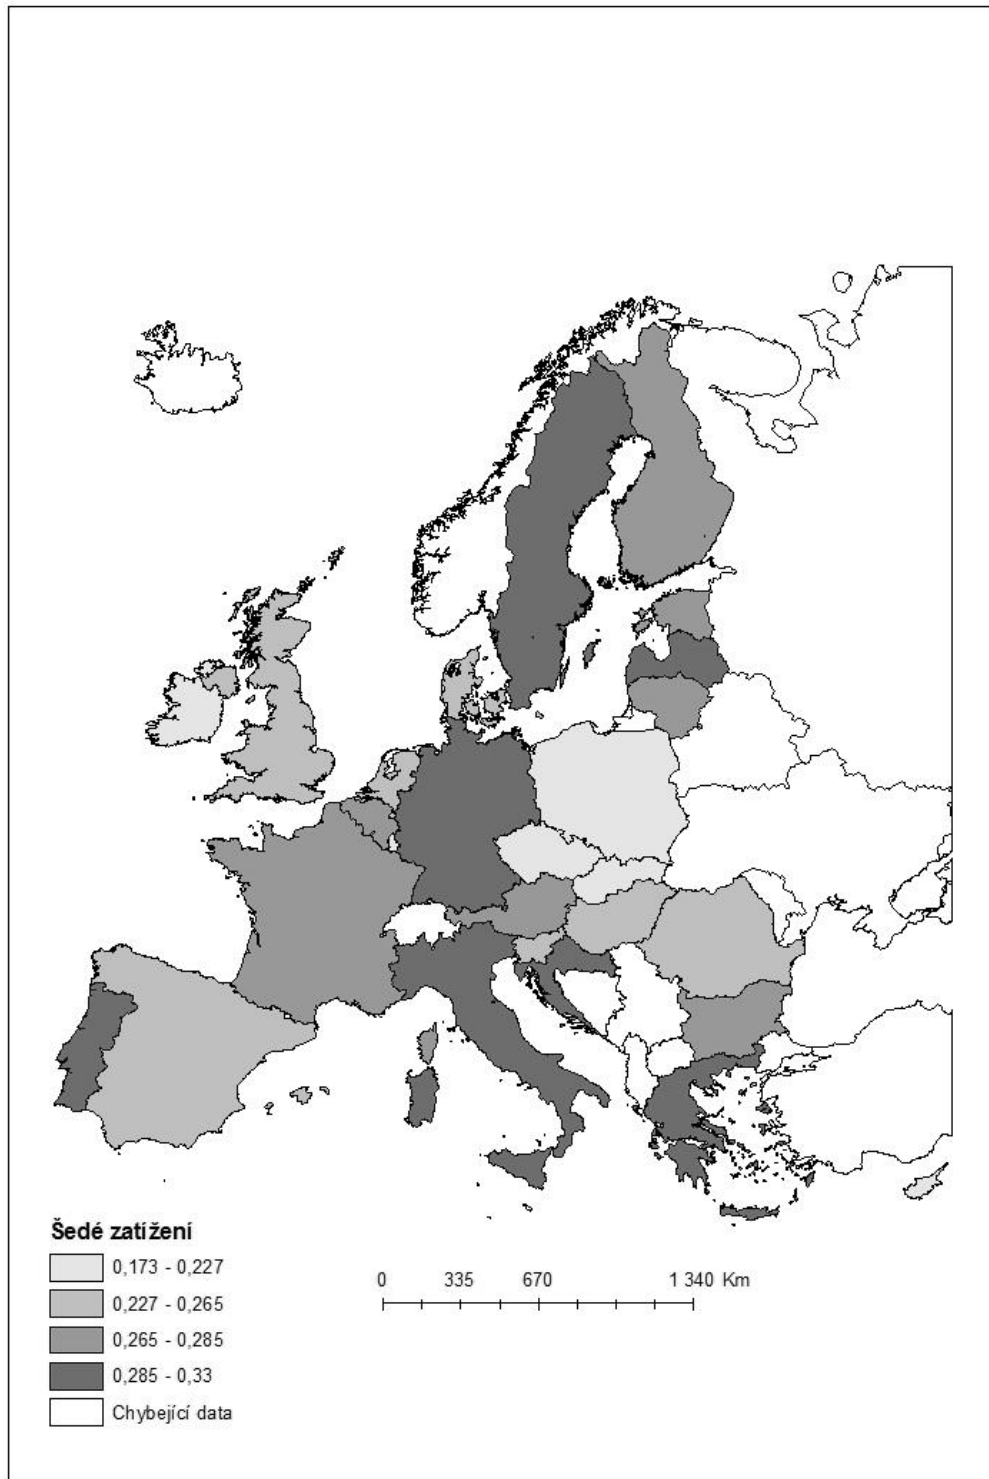 Šedé zatížení
0,173 - 0,227
0,227 - 0,265
0,265 - 0,285
0,285 - 0,33
Chybející data
0 335 670 1 340 Km